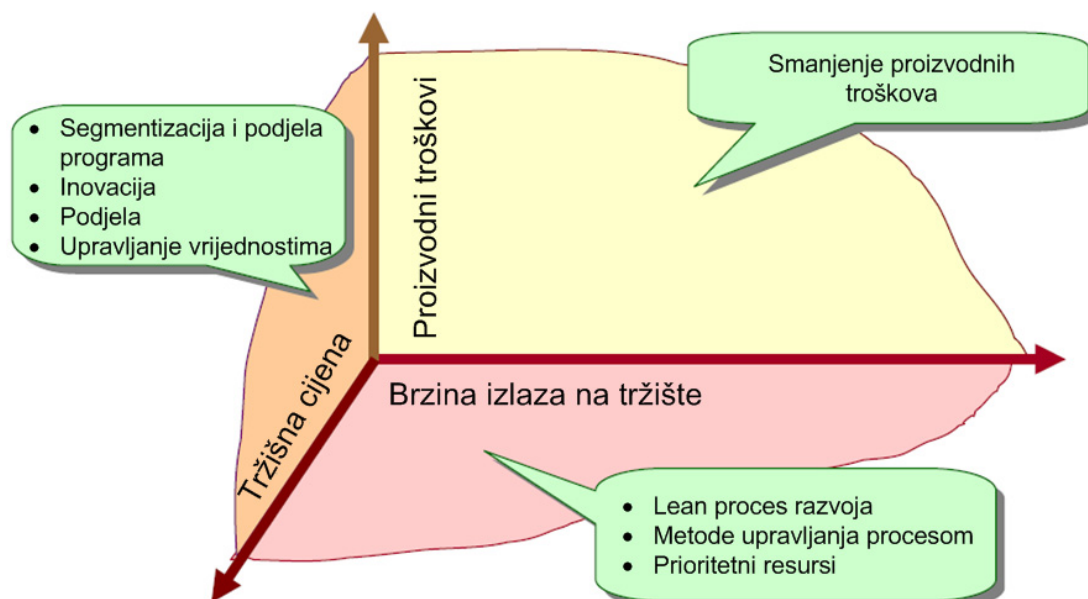 Smanjenje proizvodnih
troškova
• Segmentizacija i podjela
programa
• Inovacija
• Podjela
• Upravljanje vrijednostima
Proizvodni troškovi
Tržišna cijena
Brzina izlaza na tržište
• Lean proces razvoja
• Metode upravljanja procesom
• Prioritetni resursi